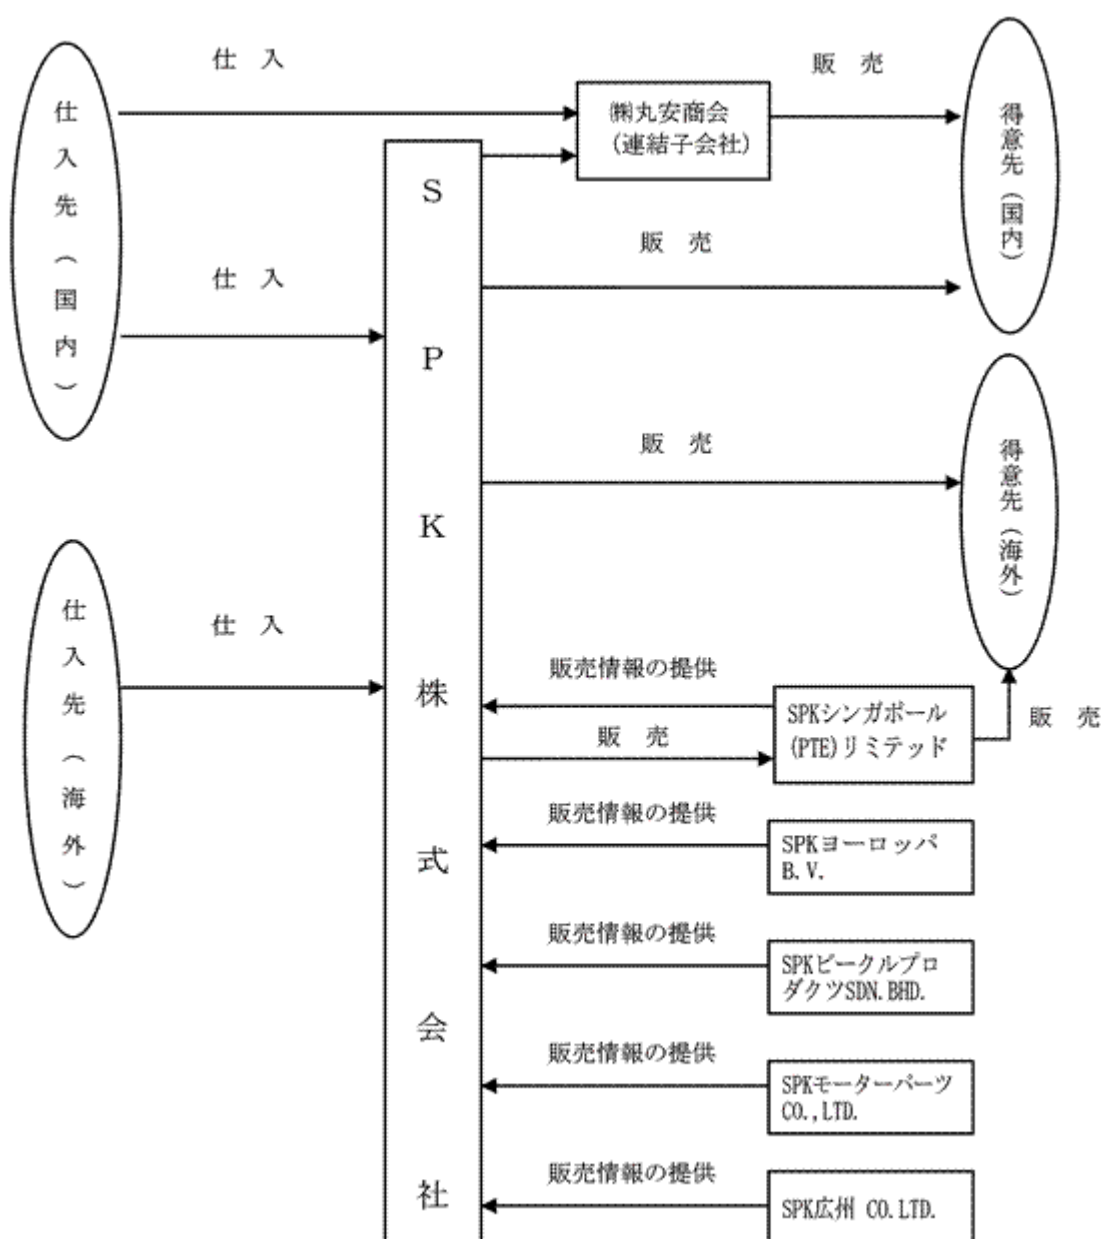 仕　入
販　売
仕入先（国内）
㈱丸安商会
(連結子会社)
得意先（国内）
SPK株式会社
販　売
仕　入
販　売
得意先（海外）
仕入先（海外）
仕　入
販売情報の提供
SPKシンガポール
(PTE)リミテッド
販　売
販　売
販売情報の提供
SPKヨーロッパ
B.V.
販売情報の提供
SPKビークルプロ
ダクツSDN.BHD.
販売情報の提供
SPKモーターパーツ
CO.,LTD.
販売情報の提供
SPK広州 CO.LTD.